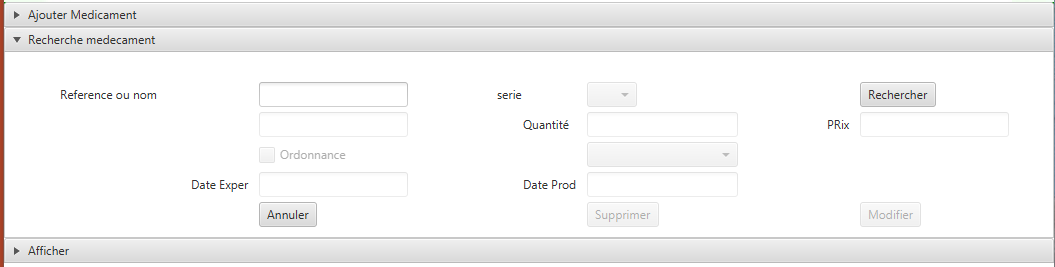 Ajouter Medicament
Recherche medecament
Reference ou nom serie Rechercher
Quantité PRix
Ordonnance
Date Exper Date Prod
Annuler Supprimer Modifier
Afficher